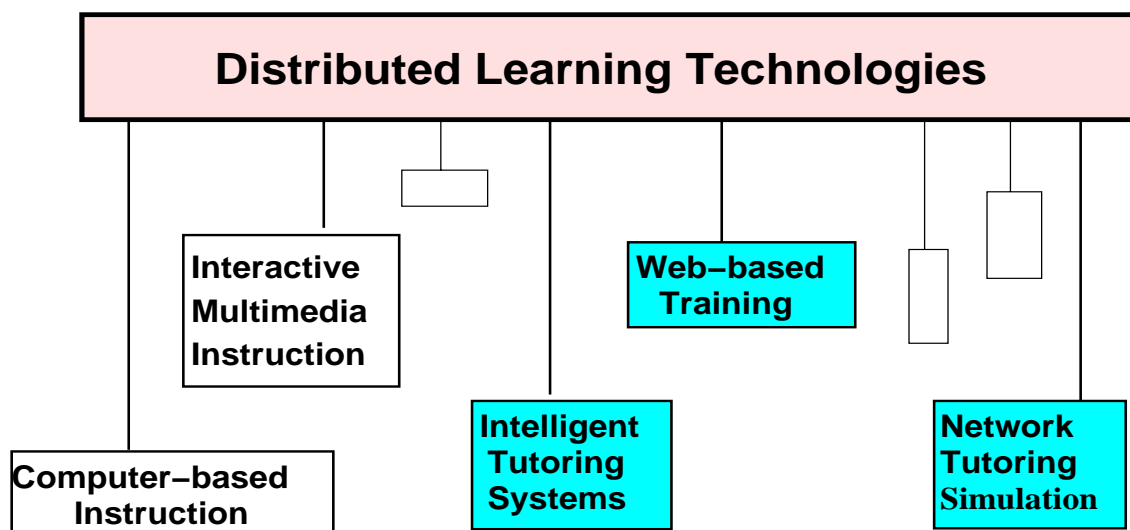 Distributed Learning Technologies
Interactive
Multimedia
Instruction
Web−based
Training
Computer−based
Instruction
Intelligent
Tutoring
Systems
Network
Tutoring
Simulation